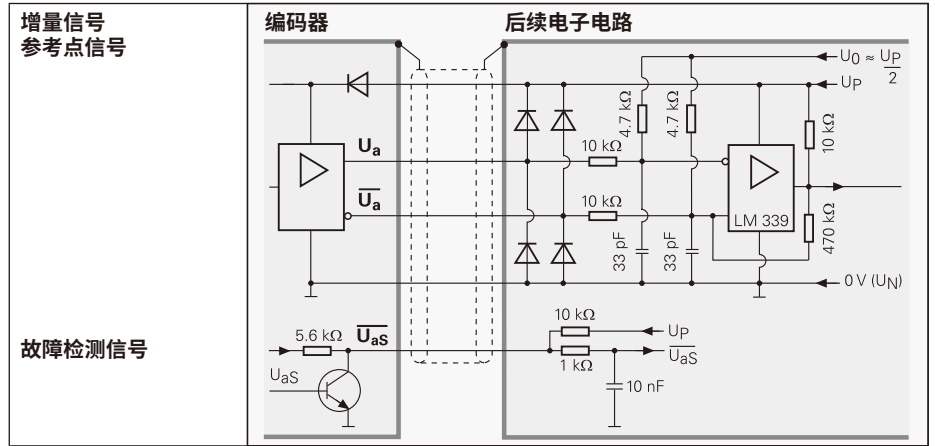 增量信号
参考点信号
编码器
后续电子电路
U0 ≈ UP/2
UP
4.7 kΩ
4.7 kΩ
10 kΩ
Ua
10 kΩ
U̅a̅
10 kΩ
LM 339
470 kΩ
33 pF
33 pF
0 V (UN)
故障检测信号
5.6 kΩ
U̅a̅S̅
10 kΩ
UP
1 kΩ
U̅a̅S̅
UaS
10 nF